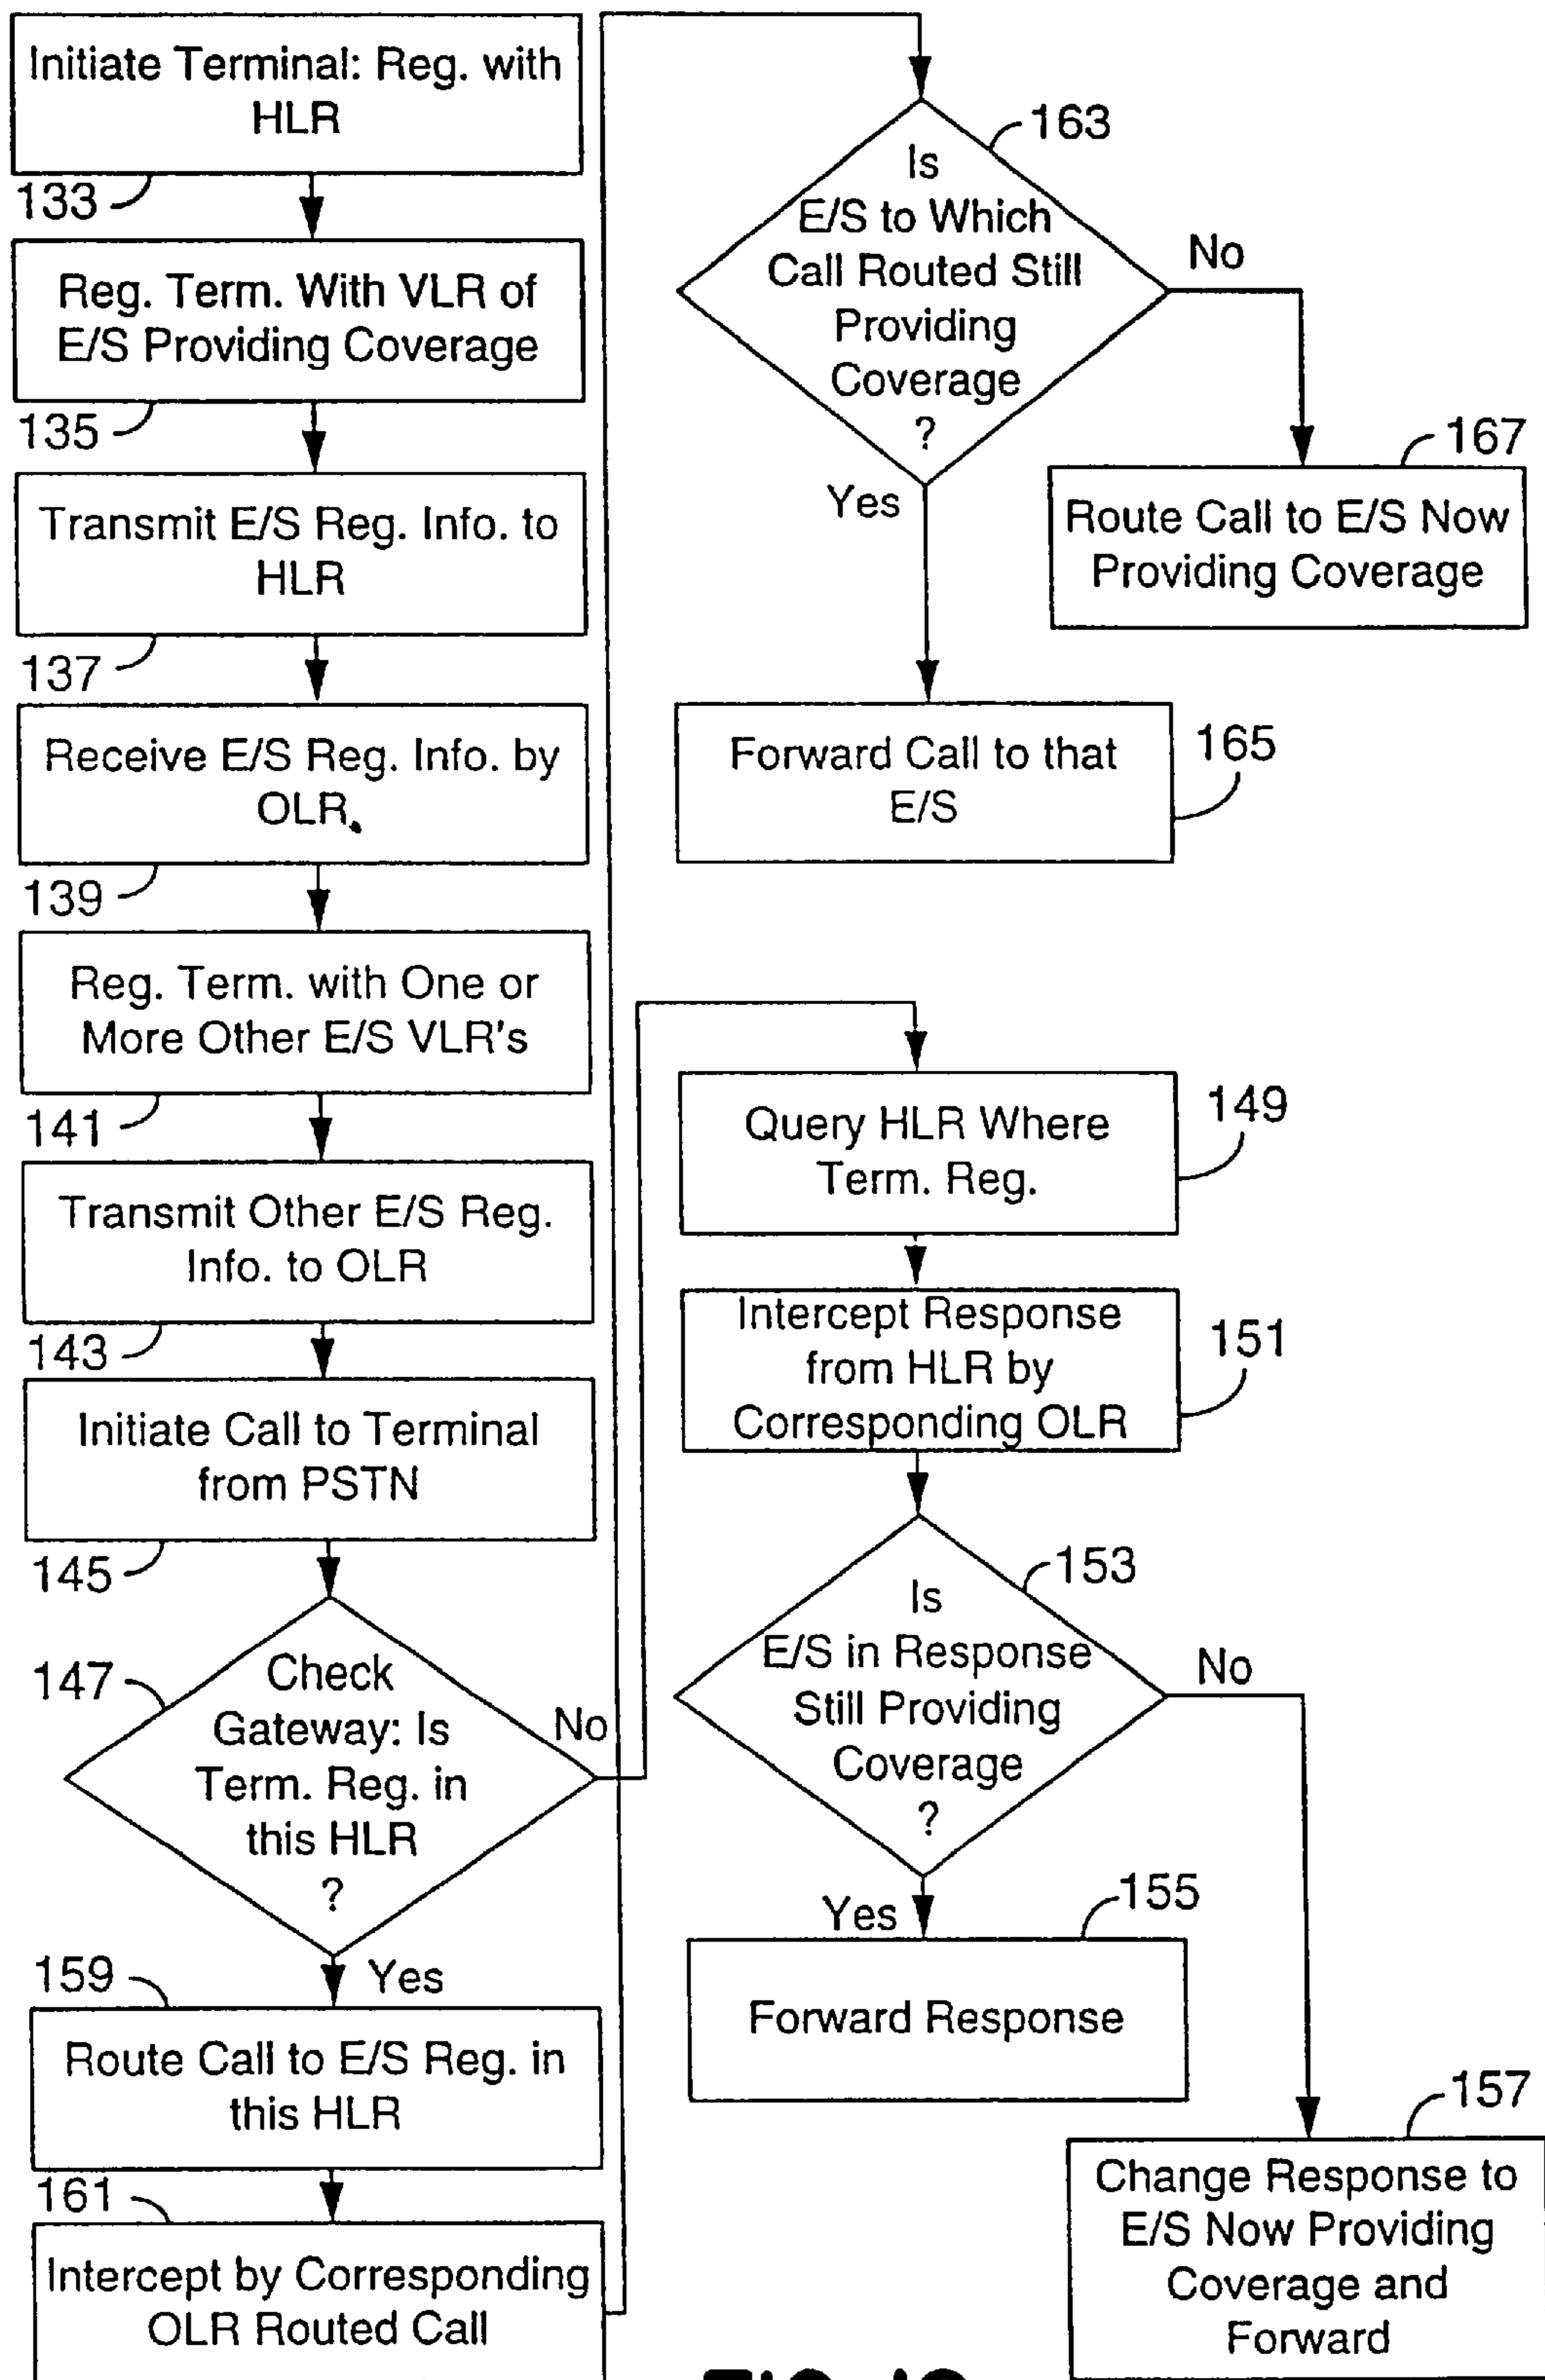 Initiate Terminal: Reg. with
HLR
133
Reg. Term. With VLR of
E/S Providing Coverage
135
Transmit E/S Reg. Info. to
HLR
137
Receive E/S Reg. Info. by
OLR.
139
Reg. Term. with One or
More Other E/S VLR's
141
Transmit Other E/S Reg.
Info. to OLR
143
Initiate Call to Terminal
from PSTN
145
147
Check
Gateway: Is
Term. Reg. in
this HLR
?
No
Yes
159
Route Call to E/S Reg. in
this HLR
161
Intercept by Corresponding
OLR Routed Call
163
Is
E/S to Which
Call Routed Still
Providing
Coverage
?
No
Yes
167
Route Call to E/S Now
Providing Coverage
Forward Call to that
E/S
165
Query HLR Where
Term. Reg.
149
Intercept Response
from HLR by
Corresponding OLR
151
153
Is
E/S in Response
Still Providing
Coverage
?
No
Yes
155
Forward Response
157
Change Response to
E/S Now Providing
Coverage and
Forward